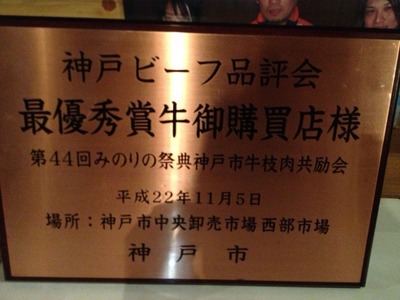 神戸ビーフ品評会
最優秀賞牛御購買店様
第44回みのりの祭典神戸市牛枝肉共励会
平成22年11月5日
場所：神戸市中央卸売市場西部市場
神戸市